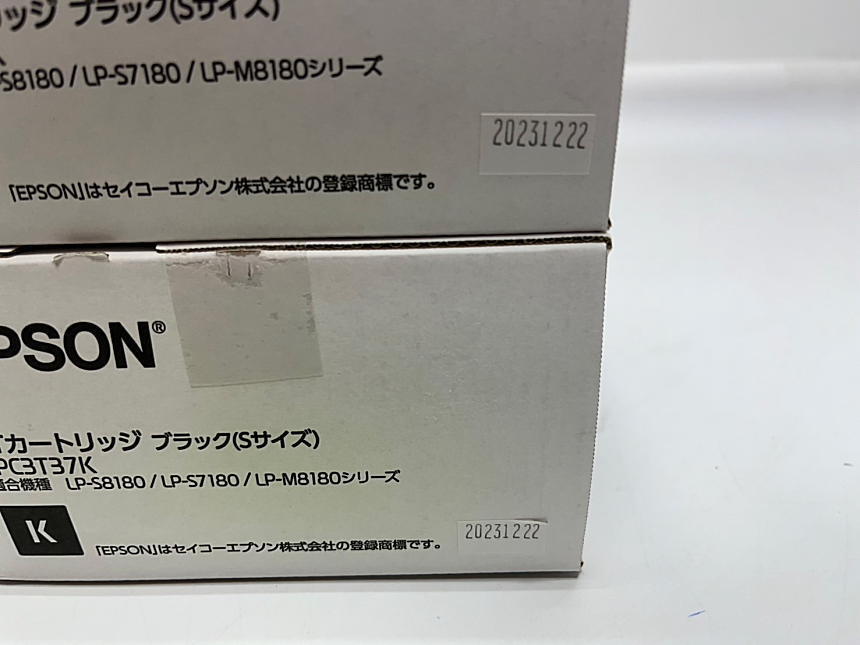 ッジ ブラック(Sサイズ)
S8180 / LP-S7180 / LP-M8180シリーズ
20231222
「EPSON」はセイコーエプソン株式会社の登録商標です。
PSON®
カートリッジ ブラック(Sサイズ)
PC3T37K
適合機種 LP-S8180 / LP-S7180 / LP-M8180シリーズ
K
「EPSON」はセイコーエプソン株式会社の登録商標です。
20231222